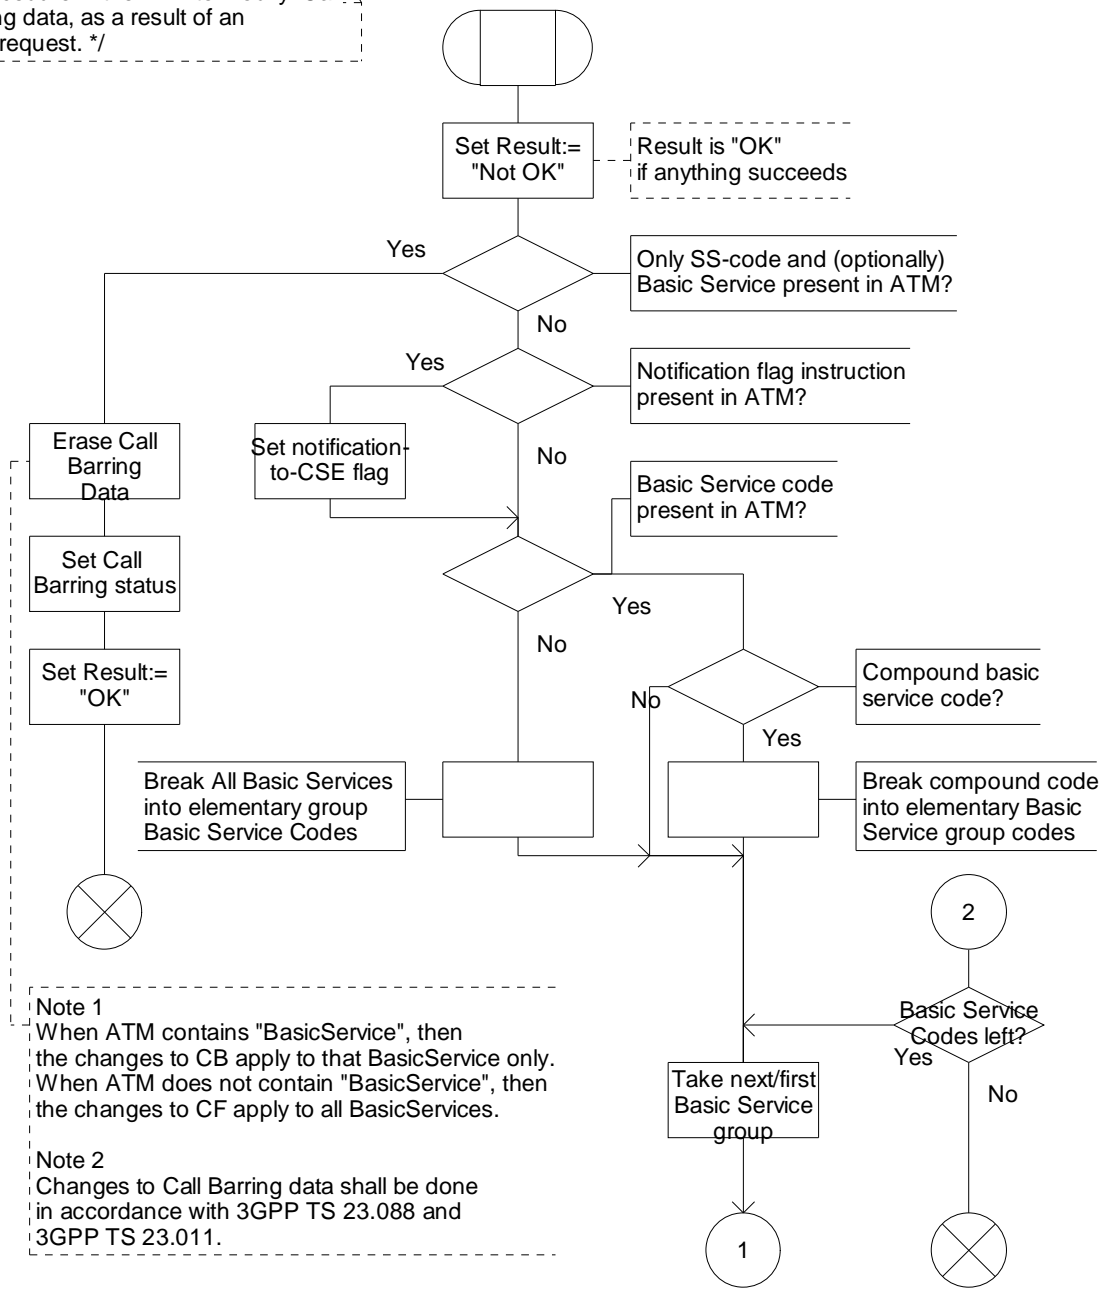 ng data, as a result of an
request. */
Set Result:=
"Not OK"
Result is "OK"
if anything succeeds
Yes
Only SS-code and (optionally)
Basic Service present in ATM?
No
Yes
Notification flag instruction
present in ATM?
Erase Call
Barring
Data
Set notification-
to-CSE flag
No
Basic Service code
present in ATM?
Set Call
Barring status
Yes
No
Set Result:=
"OK"
No
Compound basic
service code?
Yes
Break All Basic Services
into elementary group
Basic Service Codes
Break compound code
into elementary Basic
Service group codes
2
Note 1
When ATM contains "BasicService", then
the changes to CB apply to that BasicService only.
When ATM does not contain "BasicService", then
the changes to CF apply to all BasicServices.
Note 2
Changes to Call Barring data shall be done
in accordance with 3GPP TS 23.088 and
3GPP TS 23.011.
Basic Service
Codes left?
Yes
Take next/first
Basic Service
group
No
1